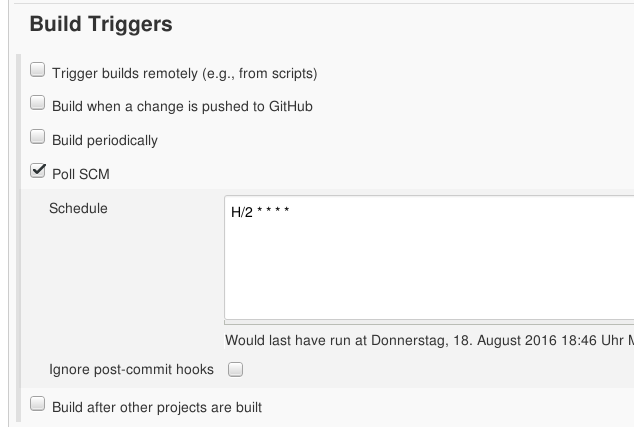 Build Triggers
Trigger builds remotely (e.g., from scripts)
Build when a change is pushed to GitHub
Build periodically
Poll SCM
Schedule
H/2 * * * *
Would last have run at Donnerstag, 18. August 2016 18:46 Uhr
Ignore post-commit hooks
Build after other projects are built